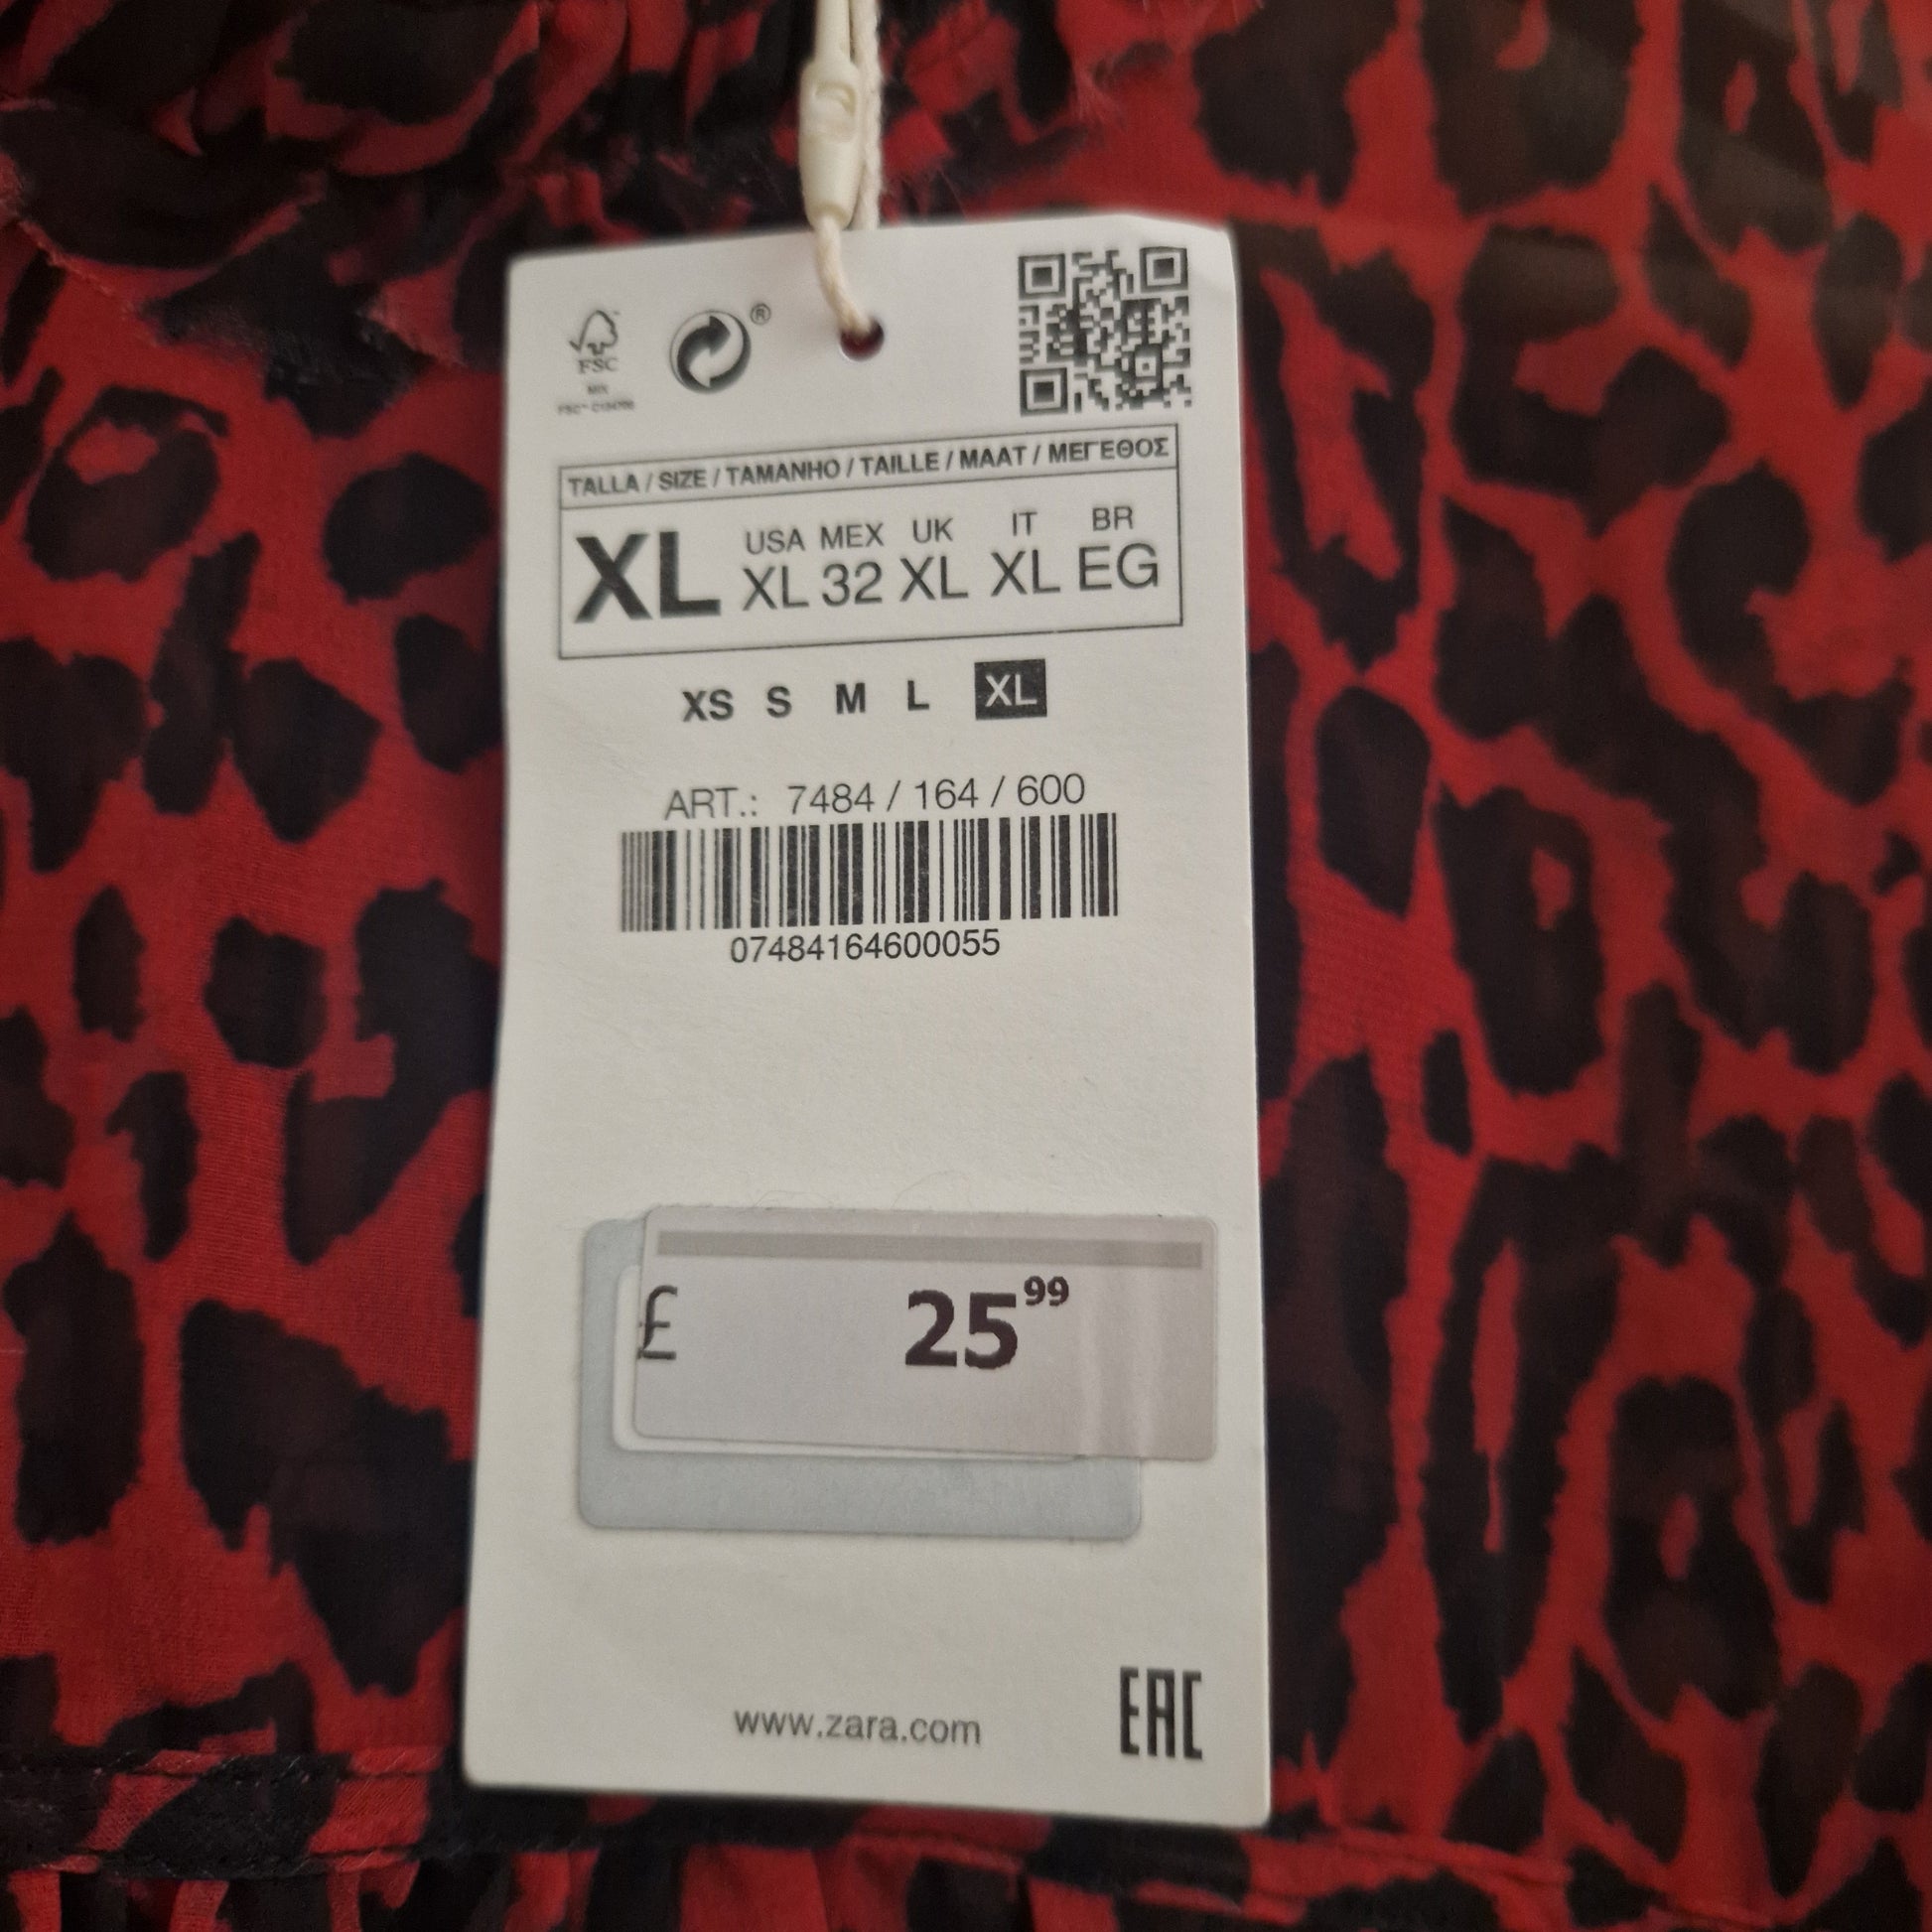 ®
FSC
MIX
TALLA / SIZE / TAMANHO / TAILLE / MAAT / ΜΕΓΕΘΟΣ
XL
USA MEX UK IT BR
XL 32 XL XL EG
XS S M L XL
ART.: 7484 / 164 / 600
07484164600055
£ 25 99
www.zara.com
EAC